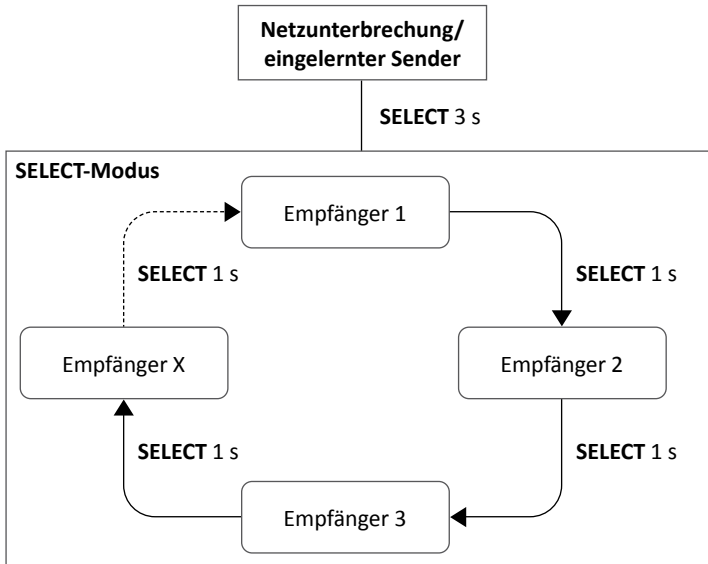 Netzunterbrechung/
eingelernter Sender
SELECT 3 s
SELECT-Modus
Empfänger 1
SELECT 1 s
SELECT 1 s
Empfänger X
Empfänger 2
SELECT 1 s
SELECT 1 s
Empfänger 3